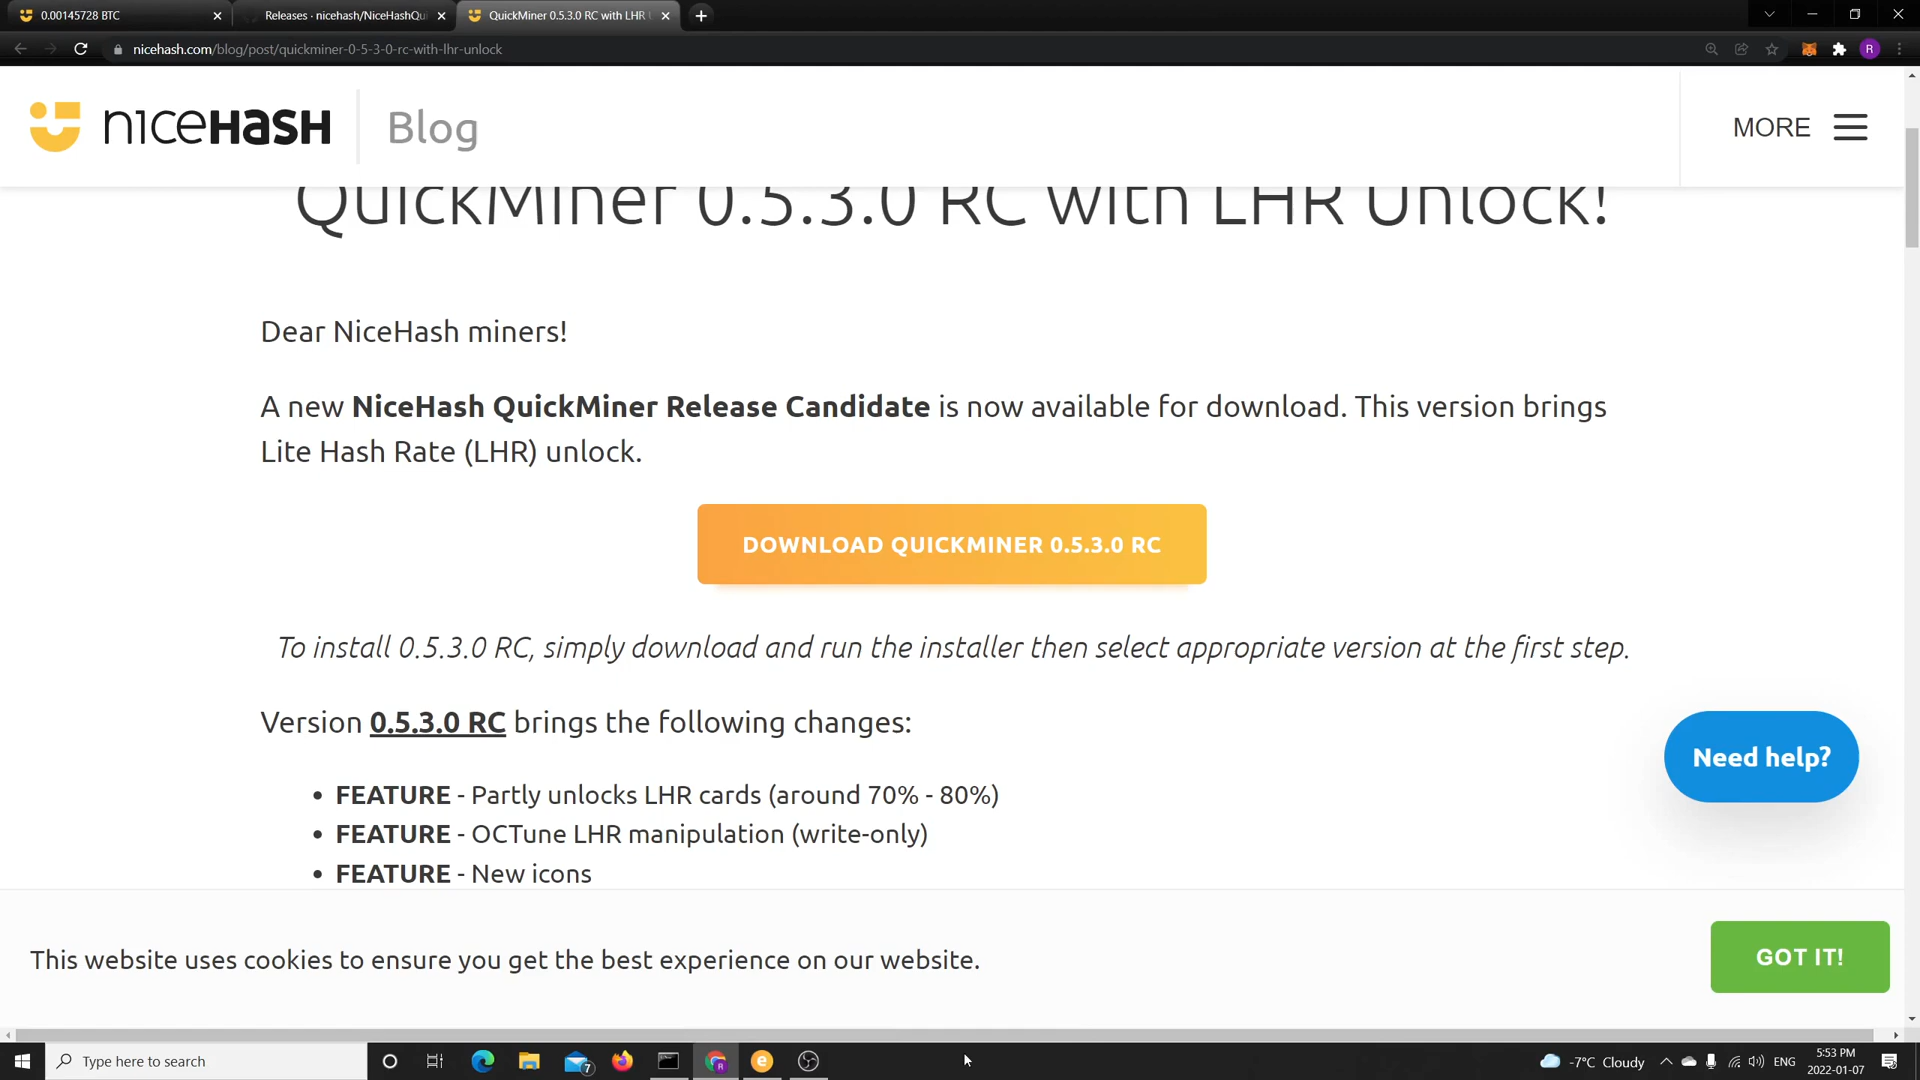 0.00145728 BTC
Releases · nicehash/NiceHashQu
QuickMiner 0.5.3.0 RC with LHR
nicehash.com/blog/post/quickminer-0-5-3-0-rc-with-lhr-unlock
R
niceHASH
Blog
MORE
QuickMiner 0.5.3.0 RC with LHR Unlock!
Dear NiceHash miners!
A new NiceHash QuickMiner Release Candidate is now available for download. This version brings
Lite Hash Rate (LHR) unlock.
DOWNLOAD QUICKMINER 0.5.3.0 RC
To install 0.5.3.0 RC, simply download and run the installer then select appropriate version at the first step.
Version 0.5.3.0 RC brings the following changes:
• FEATURE - Partly unlocks LHR cards (around 70% - 80%)
• FEATURE - OCTune LHR manipulation (write-only)
• FEATURE - New icons
Need help?
This website uses cookies to ensure you get the best experience on our website.
GOT IT!
Type here to search
7
R
-7°C Cloudy
ENG
5:53 PM
2022-01-07